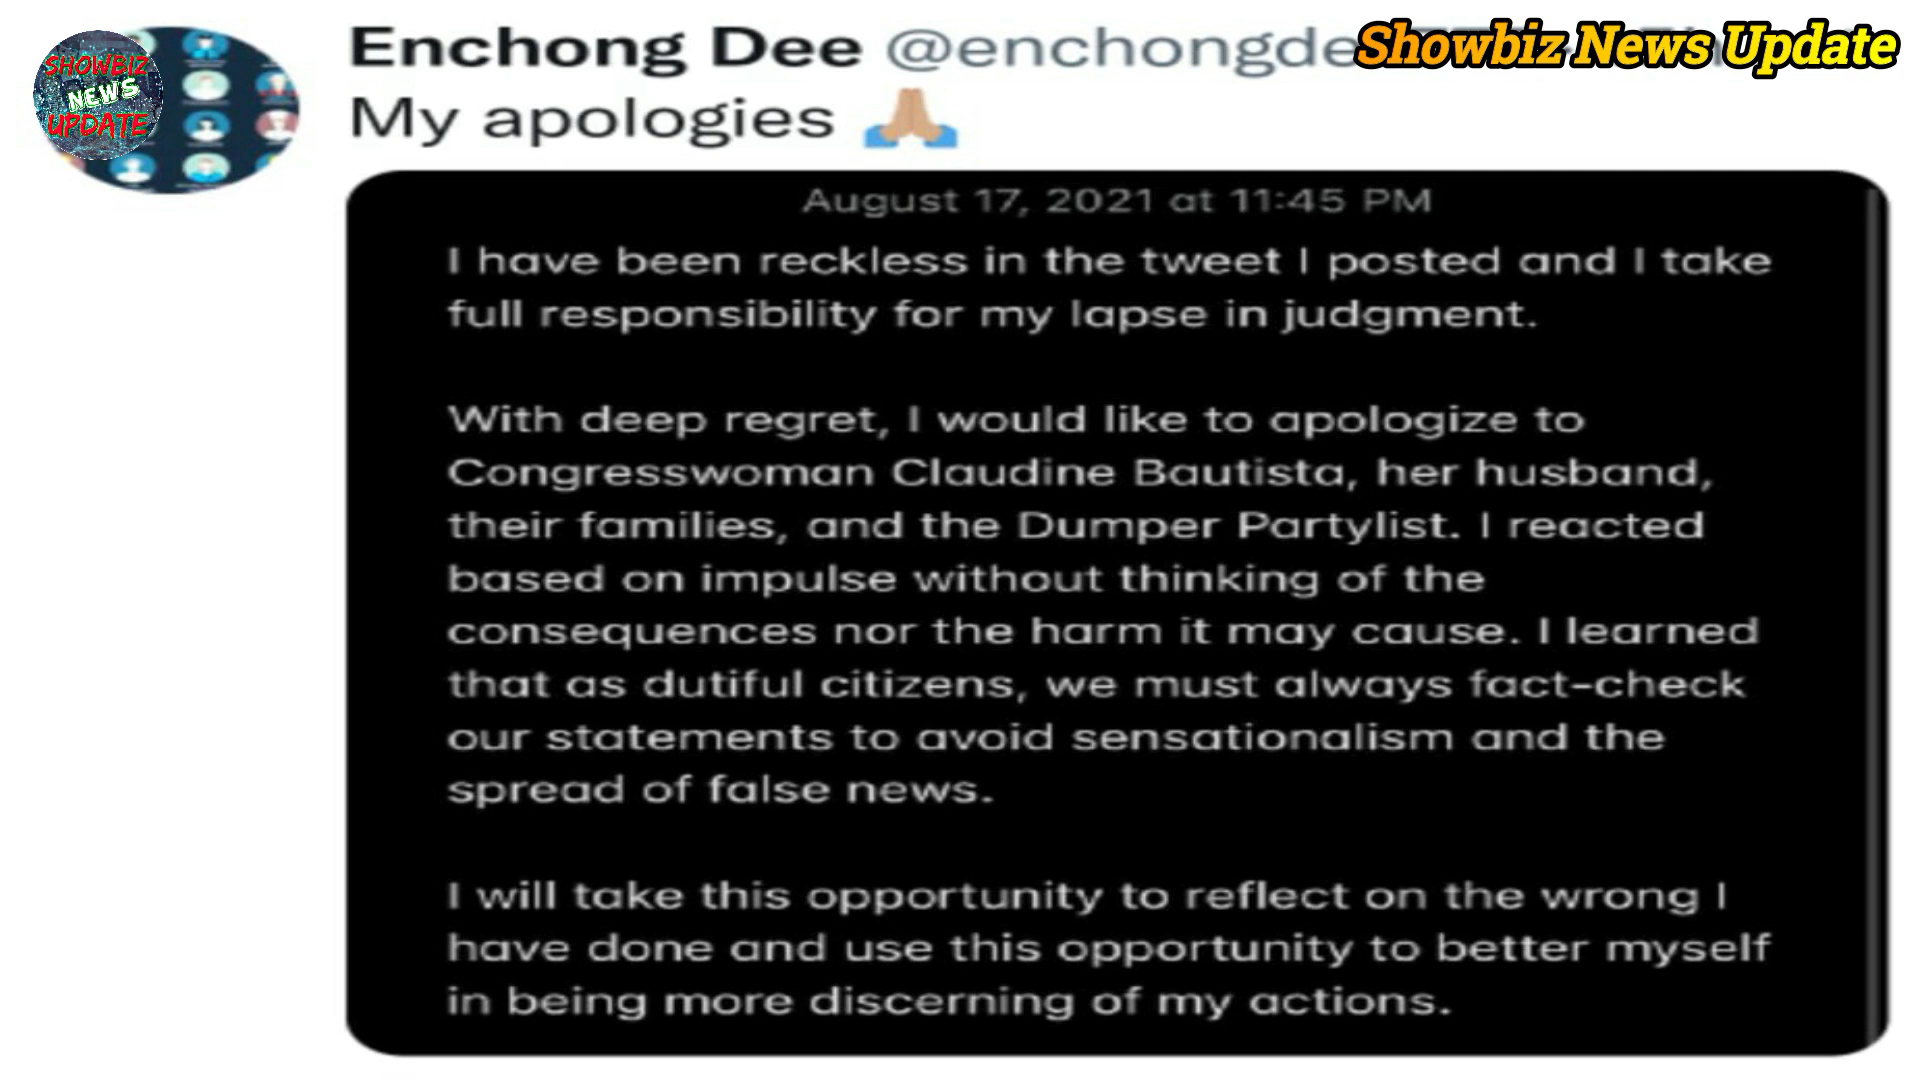 SHOWBIZ
NEWS
UPDATE
Enchong Dee @enchongde
Showbiz News Update
My apologies 🙏🏼
August 17, 2021 at 11:45 PM
I have been reckless in the tweet I posted and I take
full responsibility for my lapse in judgment.
With deep regret, I would like to apologize to
Congresswoman Claudine Bautista, her husband,
their families, and the Dumper Partylist. I reacted
based on impulse without thinking of the
consequences nor the harm it may cause. I learned
that as dutiful citizens, we must always fact-check
our statements to avoid sensationalism and the
spread of false news.
I will take this opportunity to reflect on the wrong I
have done and use this opportunity to better myself
in being more discerning of my actions.